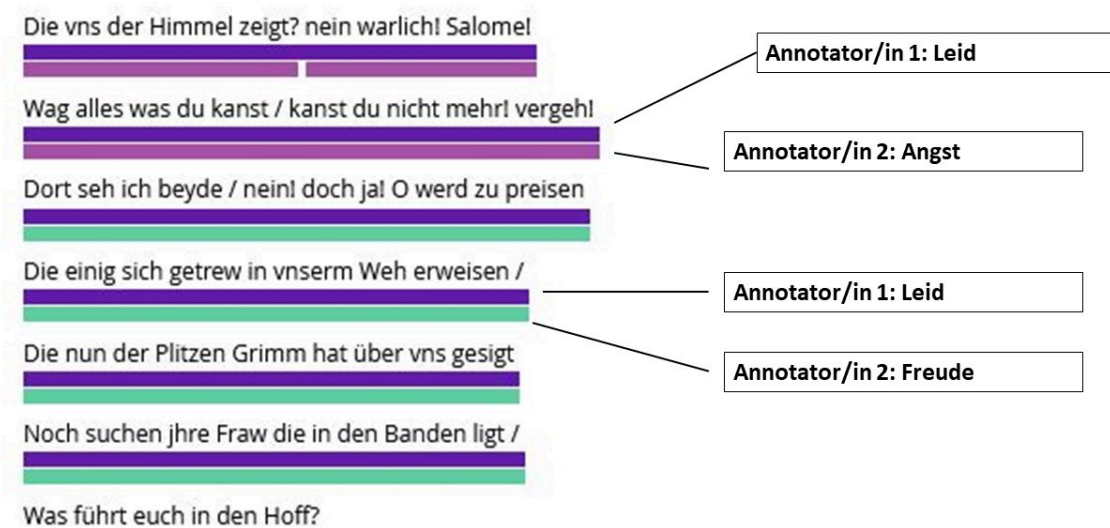 Die vns der Himmel zeigt? nein warlich! Salome!
Annotator/in 1: Leid
Wag alles was du kanst / kanst du nicht mehr! vergeh!
Annotator/in 2: Angst
Dort seh ich beyde / nein! doch ja! O werd zu preisen
Die einig sich getrew in vnserm Weh erweisen /
Annotator/in 1: Leid
Die nun der Plitzen Grimm hat über vns gesigt
Annotator/in 2: Freude
Noch suchen jhre Fraw die in den Banden ligt /
Was führt euch in den Hoff?